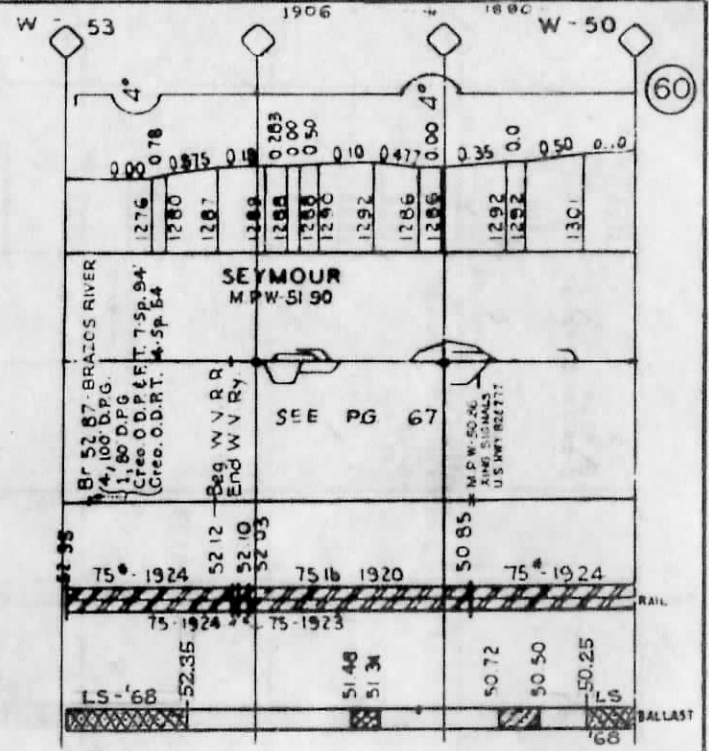 W - 53
1906
1890
W - 50
60
4°
4°
0.00
0.78
0.875
0.283
0.00
0.50
0.10
0.477
0.00
0.35
0.0
0.50
1276
1280
1287
1289
1288
1288
1290
1292
1286
1286
1292
1292
1301
SEYMOUR
M.P.W-51.90
Br 52.87-BRAZOS RIVER
4, 100' D.P.G.
1, 80' D.P.G
Creo. O.D.P. & F.T. 7-Sp. 94'
Creo. O.D.P.T. 4-Sp. 54
Beg. W.V. R.R
End W.V. Ry.
SEE PG 67
M.P.W-50.26
XING SIGNALS
U.S. HWY 82&277
52.12
52.10
52.03
50.85
75#-1924
75 lb 1920
75#-1924
RAIL
75-1924
75-1923
LS-'68
52.35
51.48
51.34
50.72
50.50
50.25
LS
'68
BALLAST